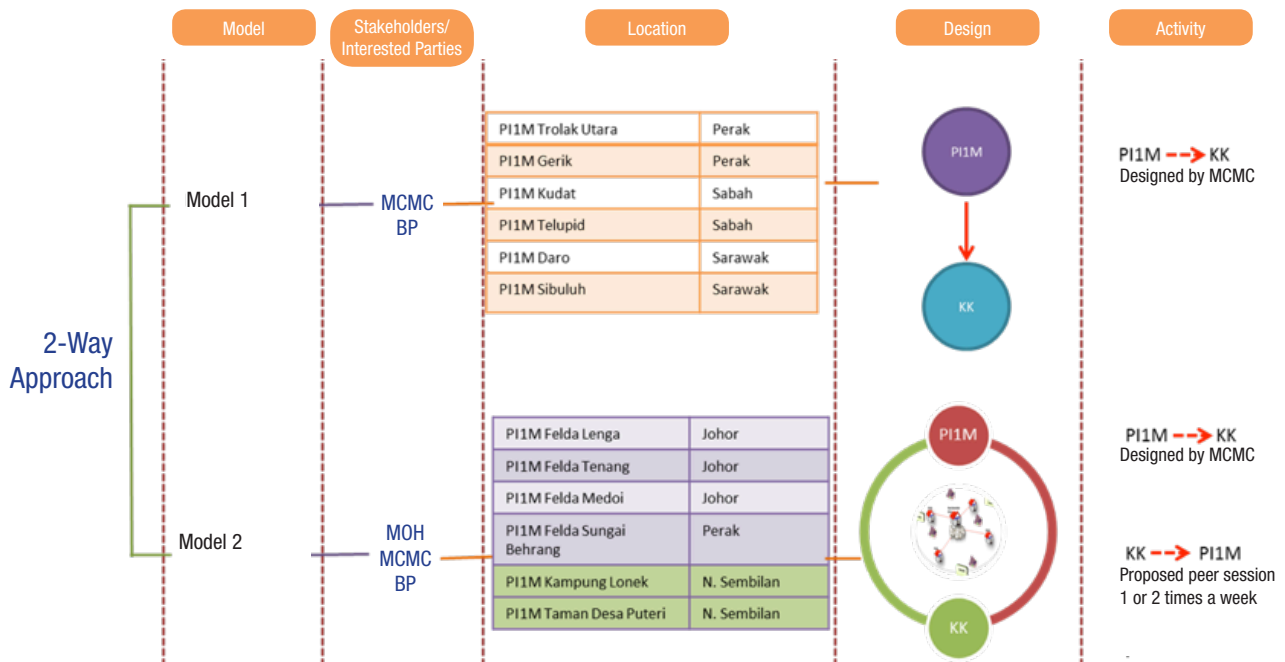 Model
Stakeholders/
Interested Parties
Location
Design
Activity
2-Way
Approach
Model 1
MCMC
BP
PI1M Trolak Utara Perak
PI1M Gerik Perak
PI1M Kudat Sabah
PI1M Telupid Sabah
PI1M Daro Sarawak
PI1M Sibuluh Sarawak
PI1M
KK
PI1M KK
Designed by MCMC
Model 2
MOH
MCMC
BP
PI1M Felda Lenga Johor
PI1M Felda Tenang Johor
PI1M Felda Medoi Johor
PI1M Felda Sungai Perak
Behrang
PI1M Kampung Lonek N. Sembilan
PI1M Taman Desa Puteri N. Sembilan
PI1M
KK
PI1M KK
Designed by MCMC
KK PI1M
Proposed peer session
1 or 2 times a week